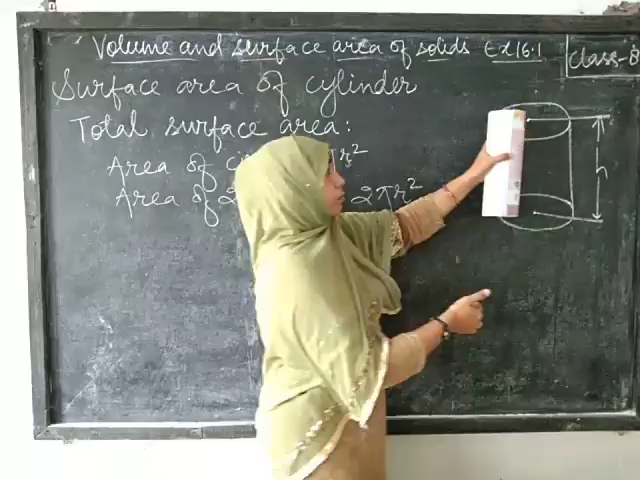 Volume and surface area of solids Ex 16.1
Class-8
Surface area of cylinder
Total surface area:
Area of πr²
Area of 2πr²
h